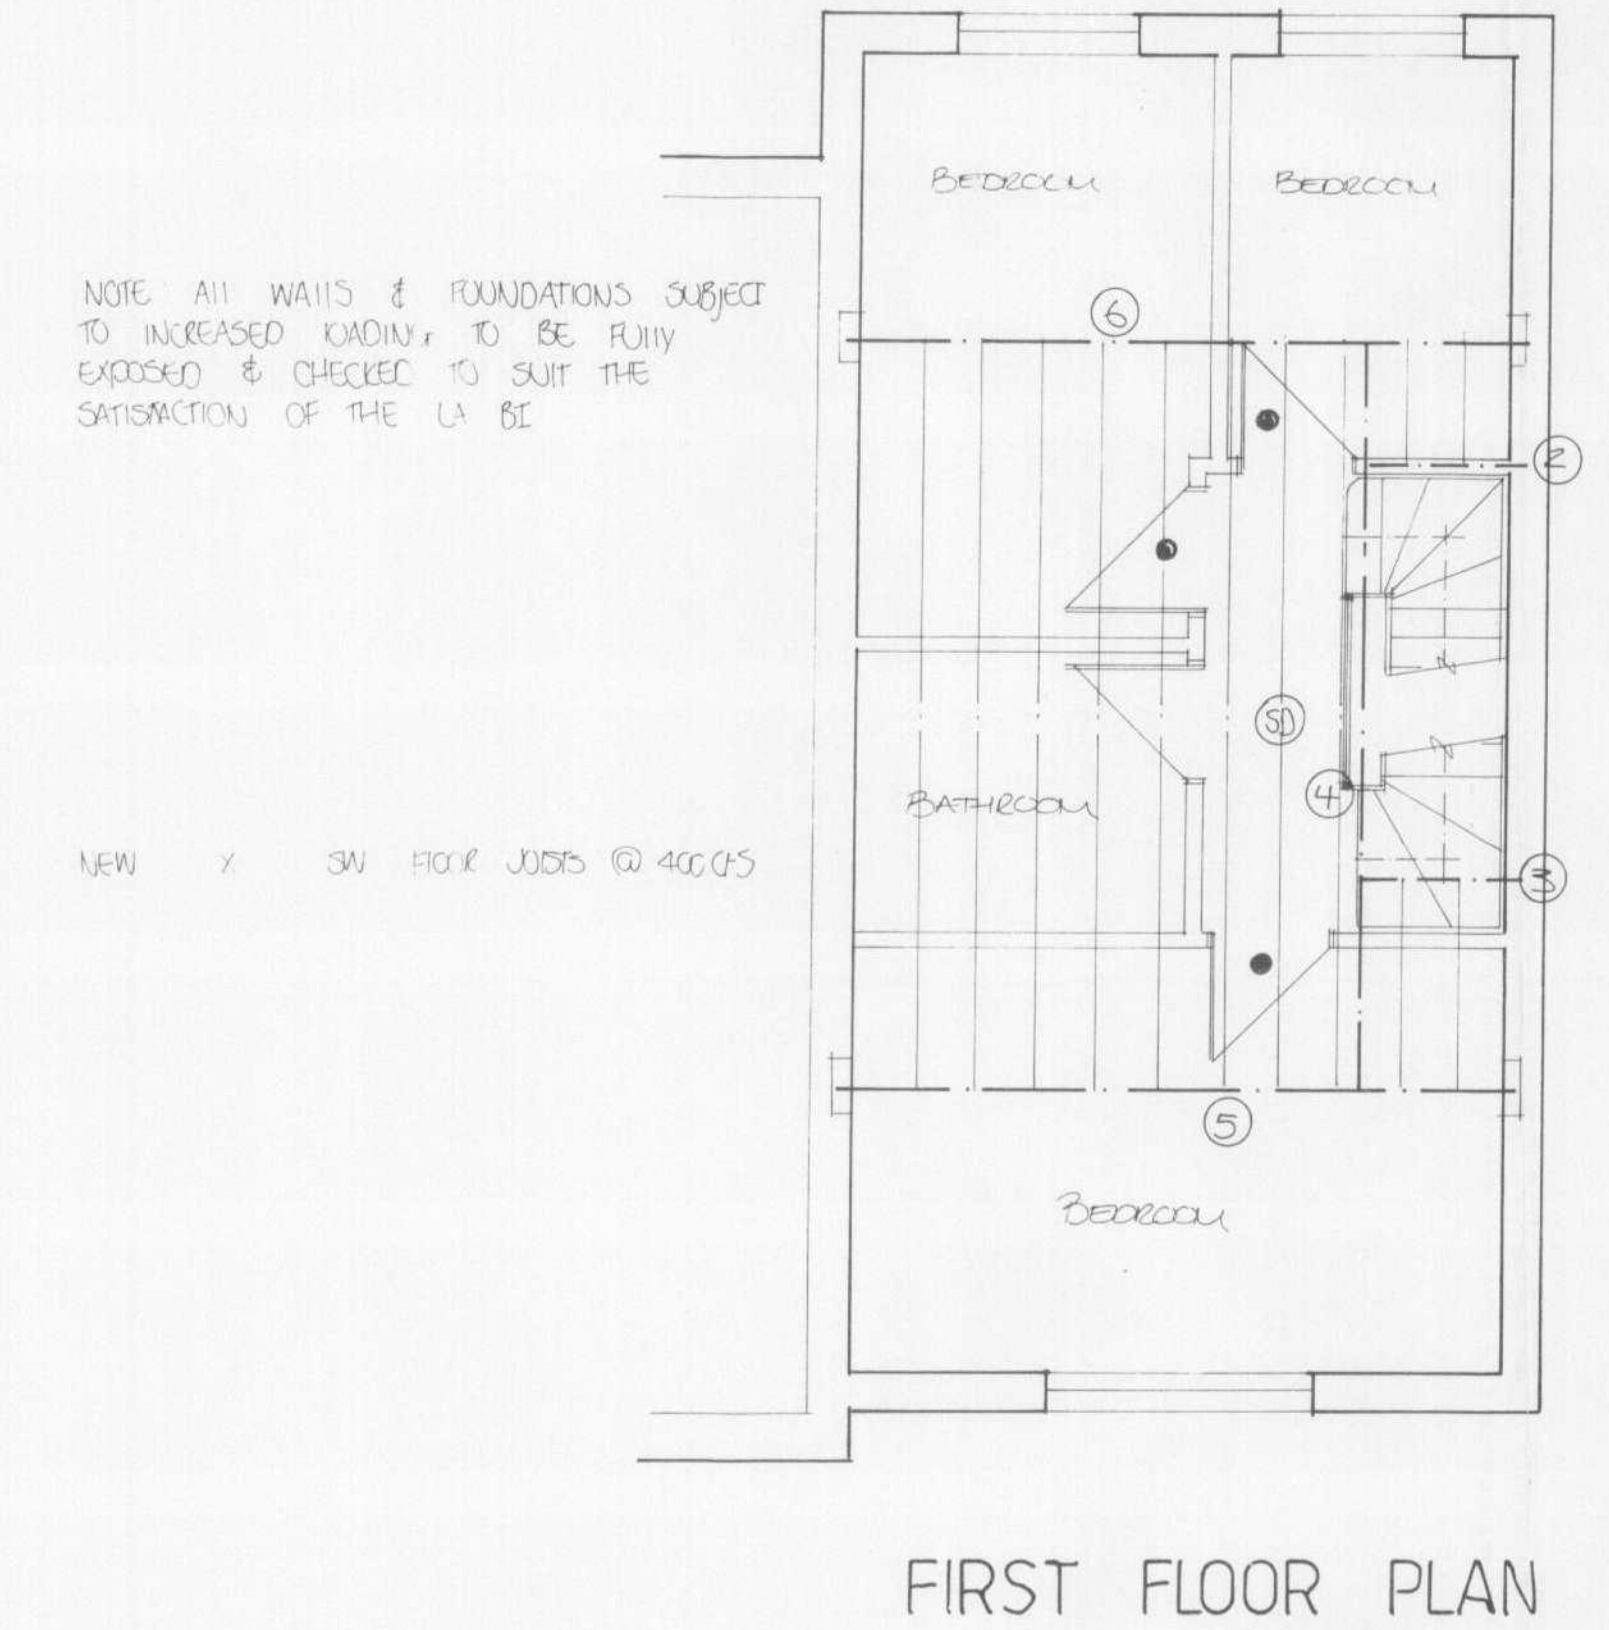 BEDROOM
BEDROOM
NOTE All WAllS & FOUNDATIONS SUBJECT
TO INCREASED LOADING TO BE FUlly
EXPOSED & CHECKED TO SUIT THE
SATISFACTION OF THE LA BI
6
2
SD
4
BATHROOM
NEW X SW FlOOR JOISTS @ 400 C/S
3
5
BEDROOM
FIRST FLOOR PLAN